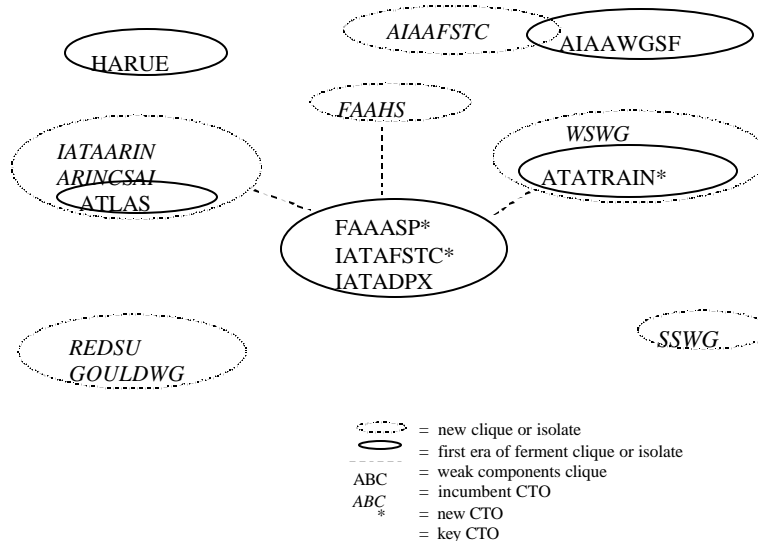 AIAAFSTC
AIAAWGSF
HARUE
FAAHS
WSWG
IATAARIN
ARINCSAI
ATLAS
ATATRAIN*
FAAASP*
IATAFSTC*
IATADPX
REDSU
GOULDWG
SSWG
= new clique or isolate
= first era of ferment clique or isolate
= weak components clique
ABC = incumbent CTO
ABC = new CTO
* = key CTO